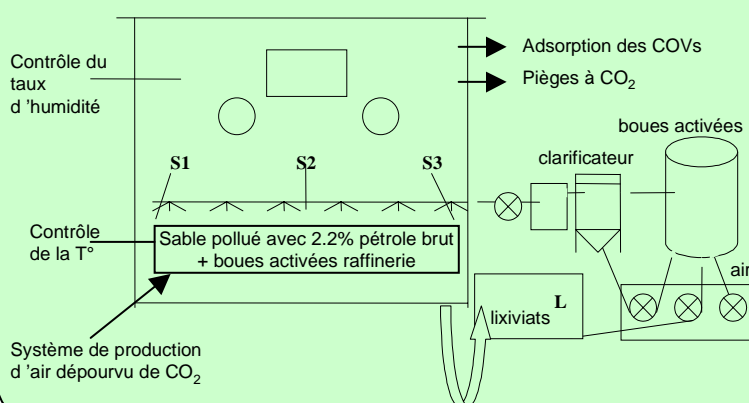 Contrôle du
taux
d 'humidité
Adsorption des COVs
Pièges à CO₂
boues activées
clarificateur
S1 S2 S3
Contrôle
de la T°
Sable pollué avec 2.2% pétrole brut
+ boues activées raffinerie
air
L
lixiviats
Système de production
d 'air dépourvu de CO₂